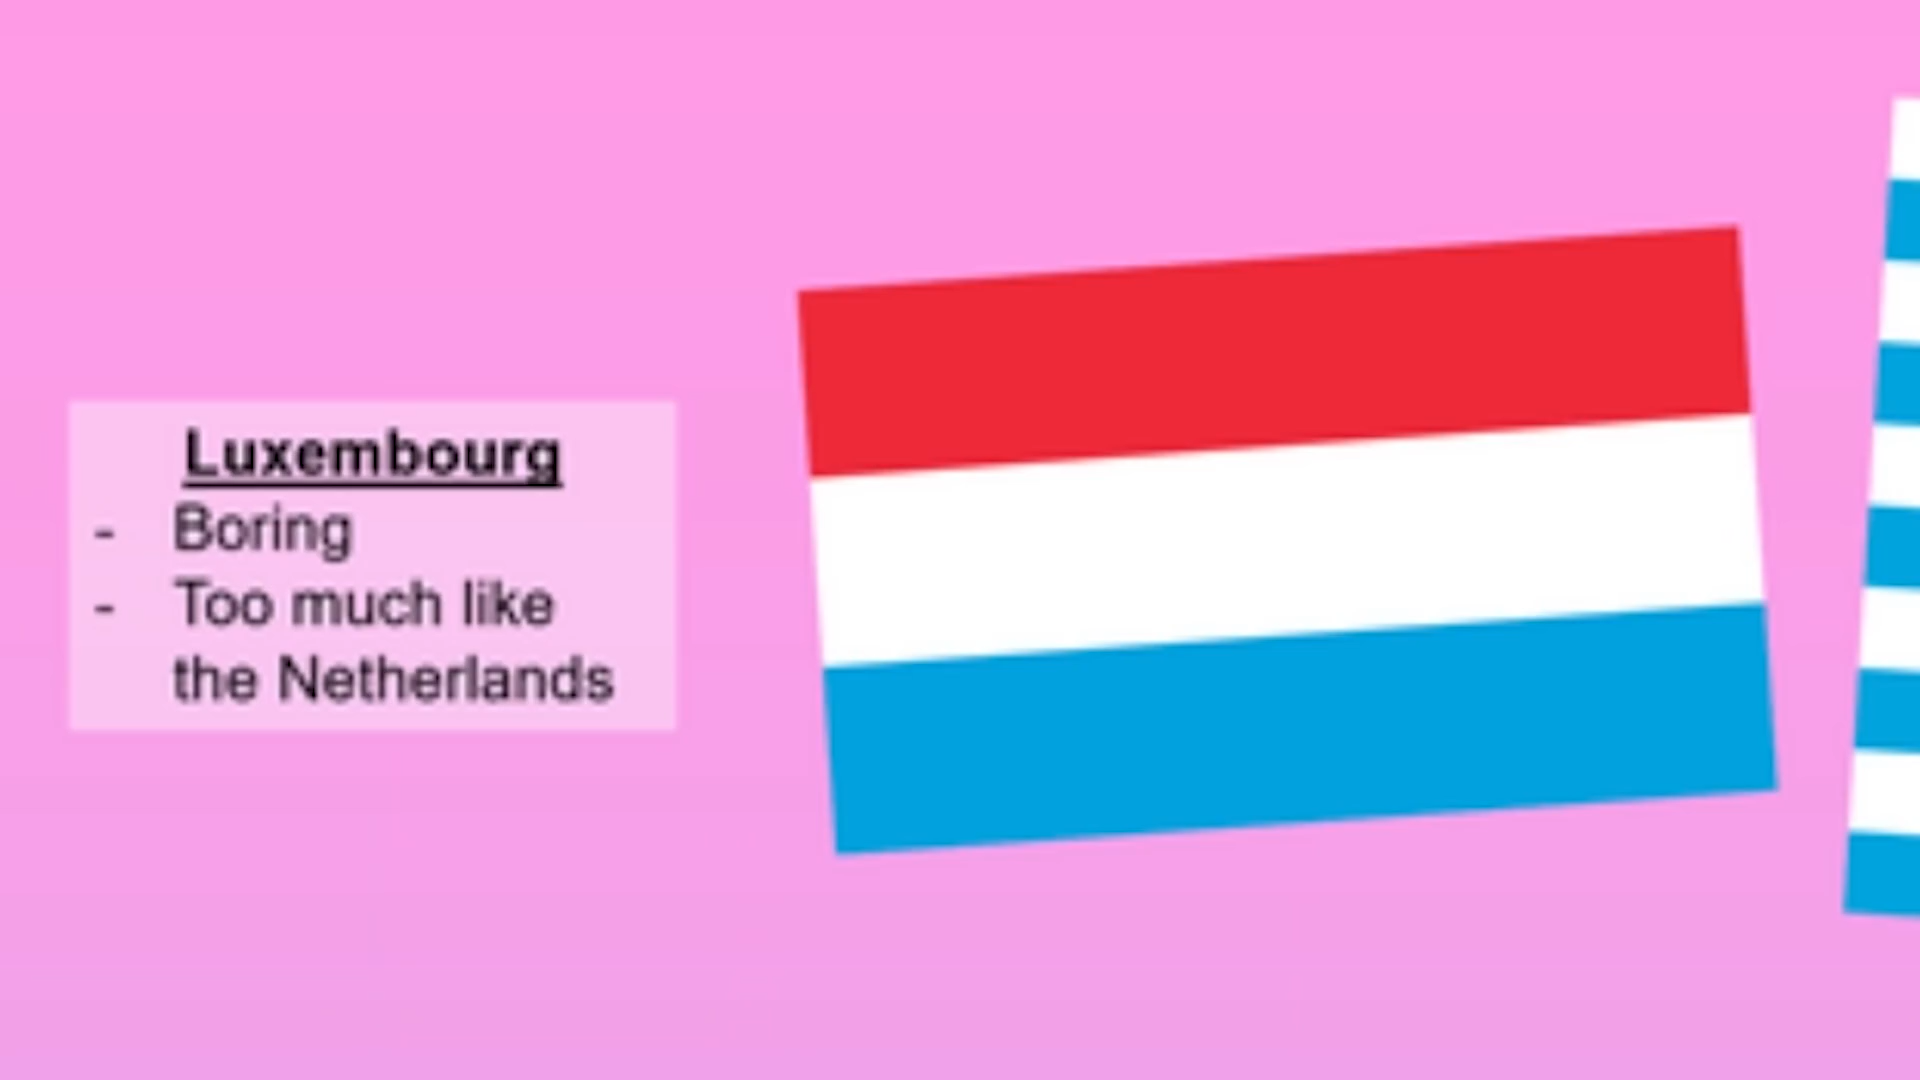 Luxembourg
- Boring
- Too much like
the Netherlands